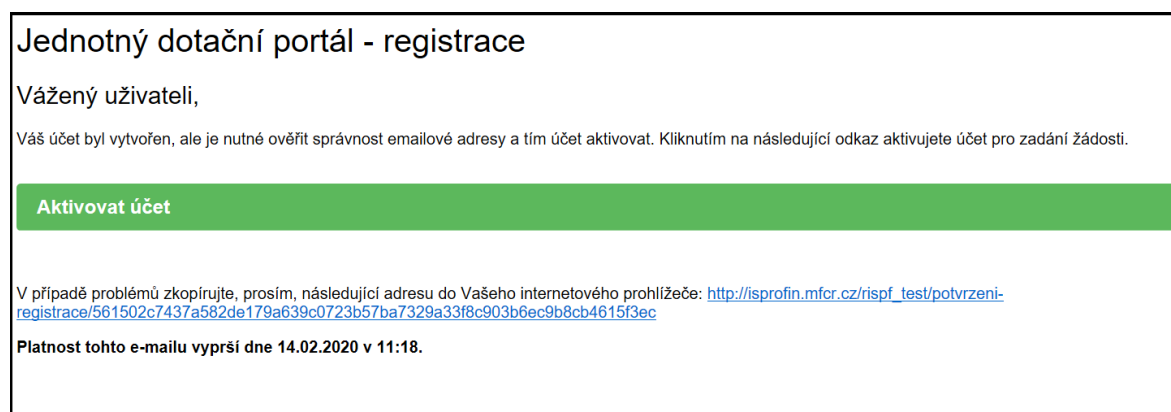 Jednotný dotační portál - registrace
Vážený uživateli,
Váš účet byl vytvořen, ale je nutné ověřit správnost emailové adresy a tím účet aktivovat. Kliknutím na následující odkaz aktivujete účet pro zadání žádosti.
Aktivovat účet
V případě problémů zkopírujte, prosím, následující adresu do Vašeho internetového prohlížeče: http://isprofin.mfcr.cz/rispf_test/potvrzeni-
registrace/561502c7437a582de179a639c0723b57ba7329a33f8c903b6ec9b8cb4615f3ec
Platnost tohto e-mailu vyprší dne 14.02.2020 v 11:18.